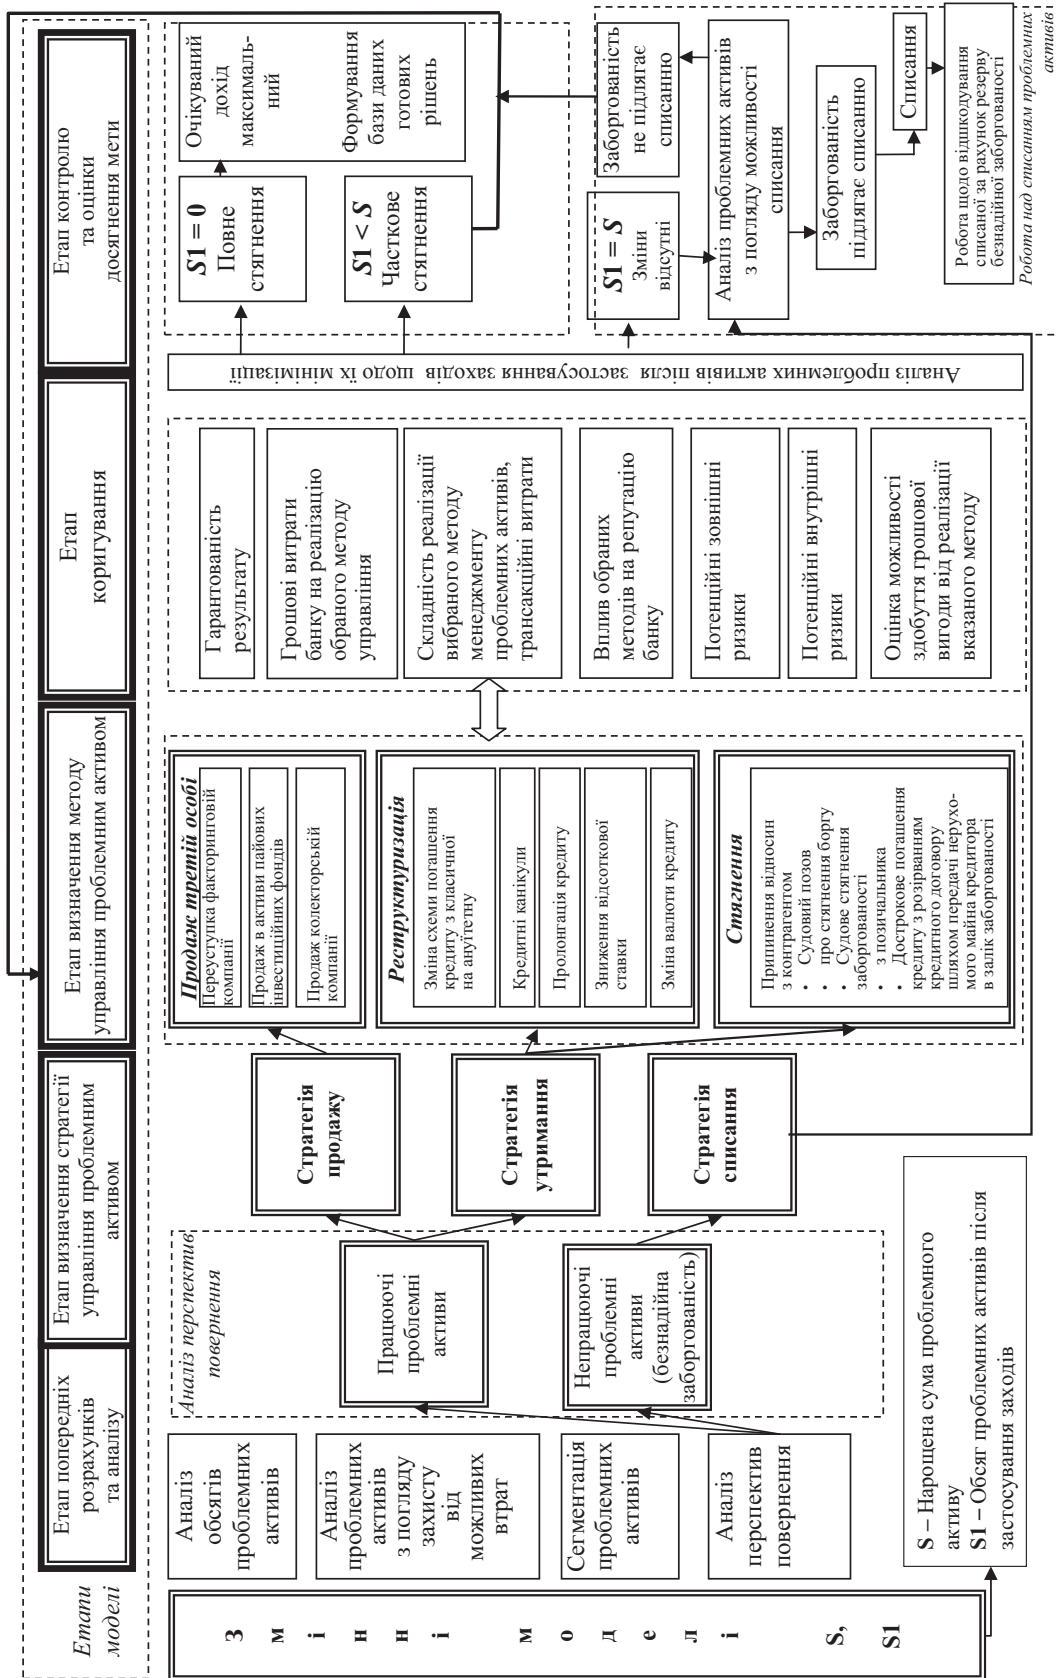 Етапи
моделі
Етап попередніх
розрахунків
та аналізу
Етап визначення стратегії
управління проблемним
активом
Етап визначення методу
управління проблемним активом
Етап
коригування
Етап контролю
та оцінки
досягнення мети
Змінні моделі S, S1
Аналіз
обсягів
проблемних
активів
Аналіз
проблемних
активів
з погляду
захисту
від
можливих
втрат
Сегментація
проблемних
активів
Аналіз
перспектив
повернення
S – Нарощена сума проблемного
активу
S1 – Обсяг проблемних активів після
застосування заходів
Аналіз перспектив
повернення
Працюючі
проблемні
активи
Непрацюючі
проблемні
активи
(безнадійна
заборгованість)
Стратегія
продажу
Стратегія
утримання
Стратегія
списання
Продаж третій особі
Переуступка факторинговій
компанії
Продаж в активи пайових
інвестиційних фондів
Продаж колекторській
компанії
Реструктуризація
Зміна схеми погашення
кредиту з класичної
на ануїтетну
Кредитні канікули
Пролонгація кредиту
Зниження відсоткової
ставки
Зміна валюти кредиту
Стягнення
Припинення відносин
з контрагентом
• Судовий позов
про стягнення боргу
• Судове стягнення
заборгованості
з позичальника
• Дострокове погашення
кредиту з розірванням
кредитного договору
шляхом передачі нерухо-
мого майна кредитора
в залік заборгованості
Гарантованість
результату
Грошові витрати
банку на реалізацію
обраного методу
управління
Складність реалізації
вибраного методу
менеджменту
проблемних активів,
трансакційні витрати
Вплив обраних
методів на репутацію
банку
Потенційні зовнішні
ризики
Потенційні внутрішні
ризики
Оцінка можливості
здобуття грошової
вигоди від реалізації
вказаного методу
Аналіз проблемних активів після застосування заходів щодо їх мінімізації
S1 = 0
Повне
стягнення
S1 < S
Часткове
стягнення
Очікуваний
дохід
максималь-
ний
Формування
бази даних
готових
рішень
S1 = S
Зміни
відсутні
Заборгованість
не підлягає
списанню
Аналіз проблемних активів
з погляду можливості
списання
Заборгованість
підлягає списанню
Списання
Робота щодо відшкодування
списаної за рахунок резерву
безнадійної заборгованості
Робота над списанням проблемних
активів